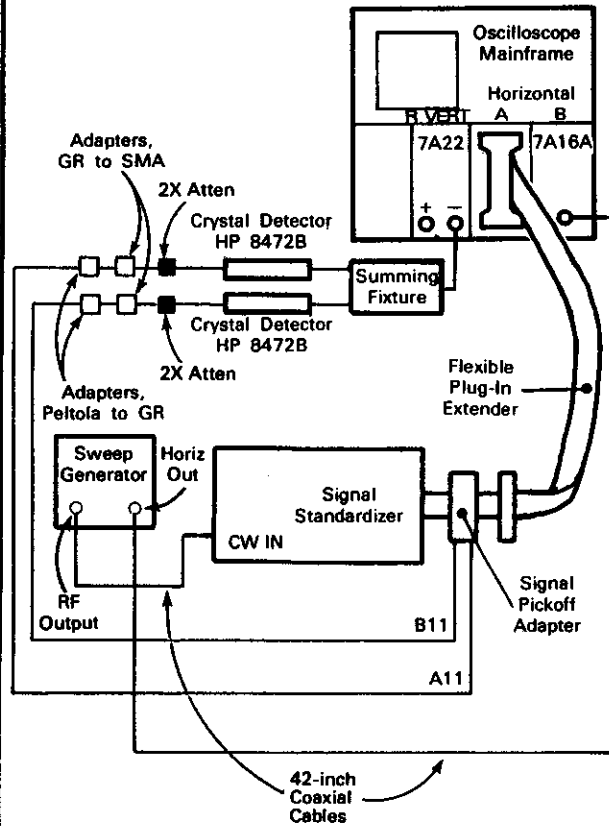 Oscilloscope
Mainframe
Horizontal
R VERT A B
7A22 7A16A
+ −
Adapters,
GR to SMA
2X Atten
Crystal Detector
HP 8472B
Summing
Fixture
Crystal Detector
HP 8472B
2X Atten
Adapters,
Peltola to GR
Flexible
Plug-In
Extender
Sweep
Generator
Horiz
Out
Signal
Standardizer
CW IN
RF
Output
Signal
Pickoff
Adapter
B11
A11
42-inch
Coaxial
Cables